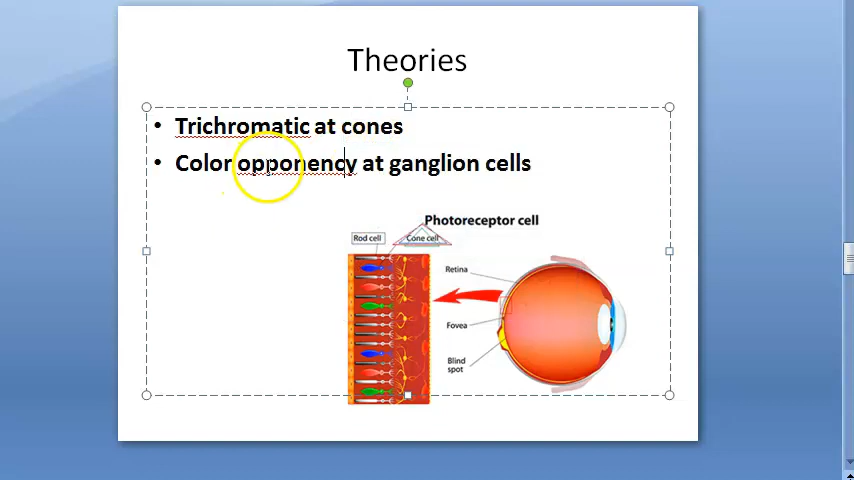 Theories
• Trichromatic at cones
• Color opponency at ganglion cells
Photoreceptor cell
Rod cell
Cone cell
Retina
Fovea
Blind
spot